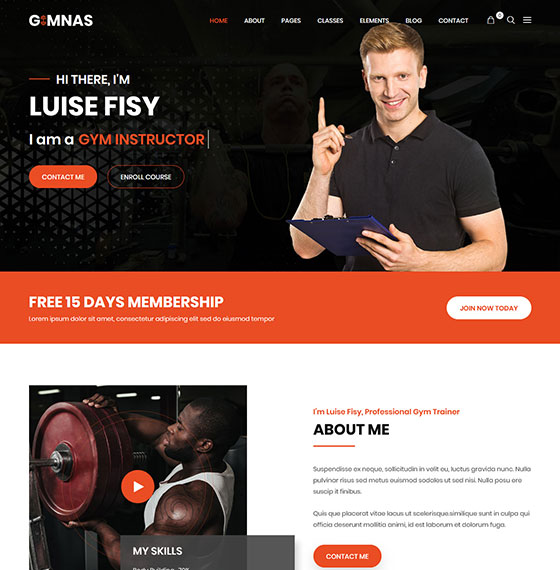 GYMNAS
HOME ABOUT PAGES CLASSES ELEMENTS BLOG CONTACT 0
HI THERE, I'M
LUISE FISY
I am a GYM INSTRUCTOR
CONTACT ME ENROLL COURSE
FREE 15 DAYS MEMBERSHIP
Lorem ipsum dolor sit amet, consectetur adipiscing elit sed do eiusmod tempor
JOIN NOW TODAY
I'm Luise Fisy, Professional Gym Trainer
ABOUT ME
Suspendisse ex neque, sollicitudin in velit eu, luctus gravida nunc. Nulla
pulvinar risus sed metus euismod sodales ut sed nisi. Nulla posu ere
suscip it finibus.
Quis que placerat vitae lacus ut scelerisque.similique sunt in culpa qui
officia deserunt mollitia animi, id est laborum et dolorum fuga.
CONTACT ME
MY SKILLS